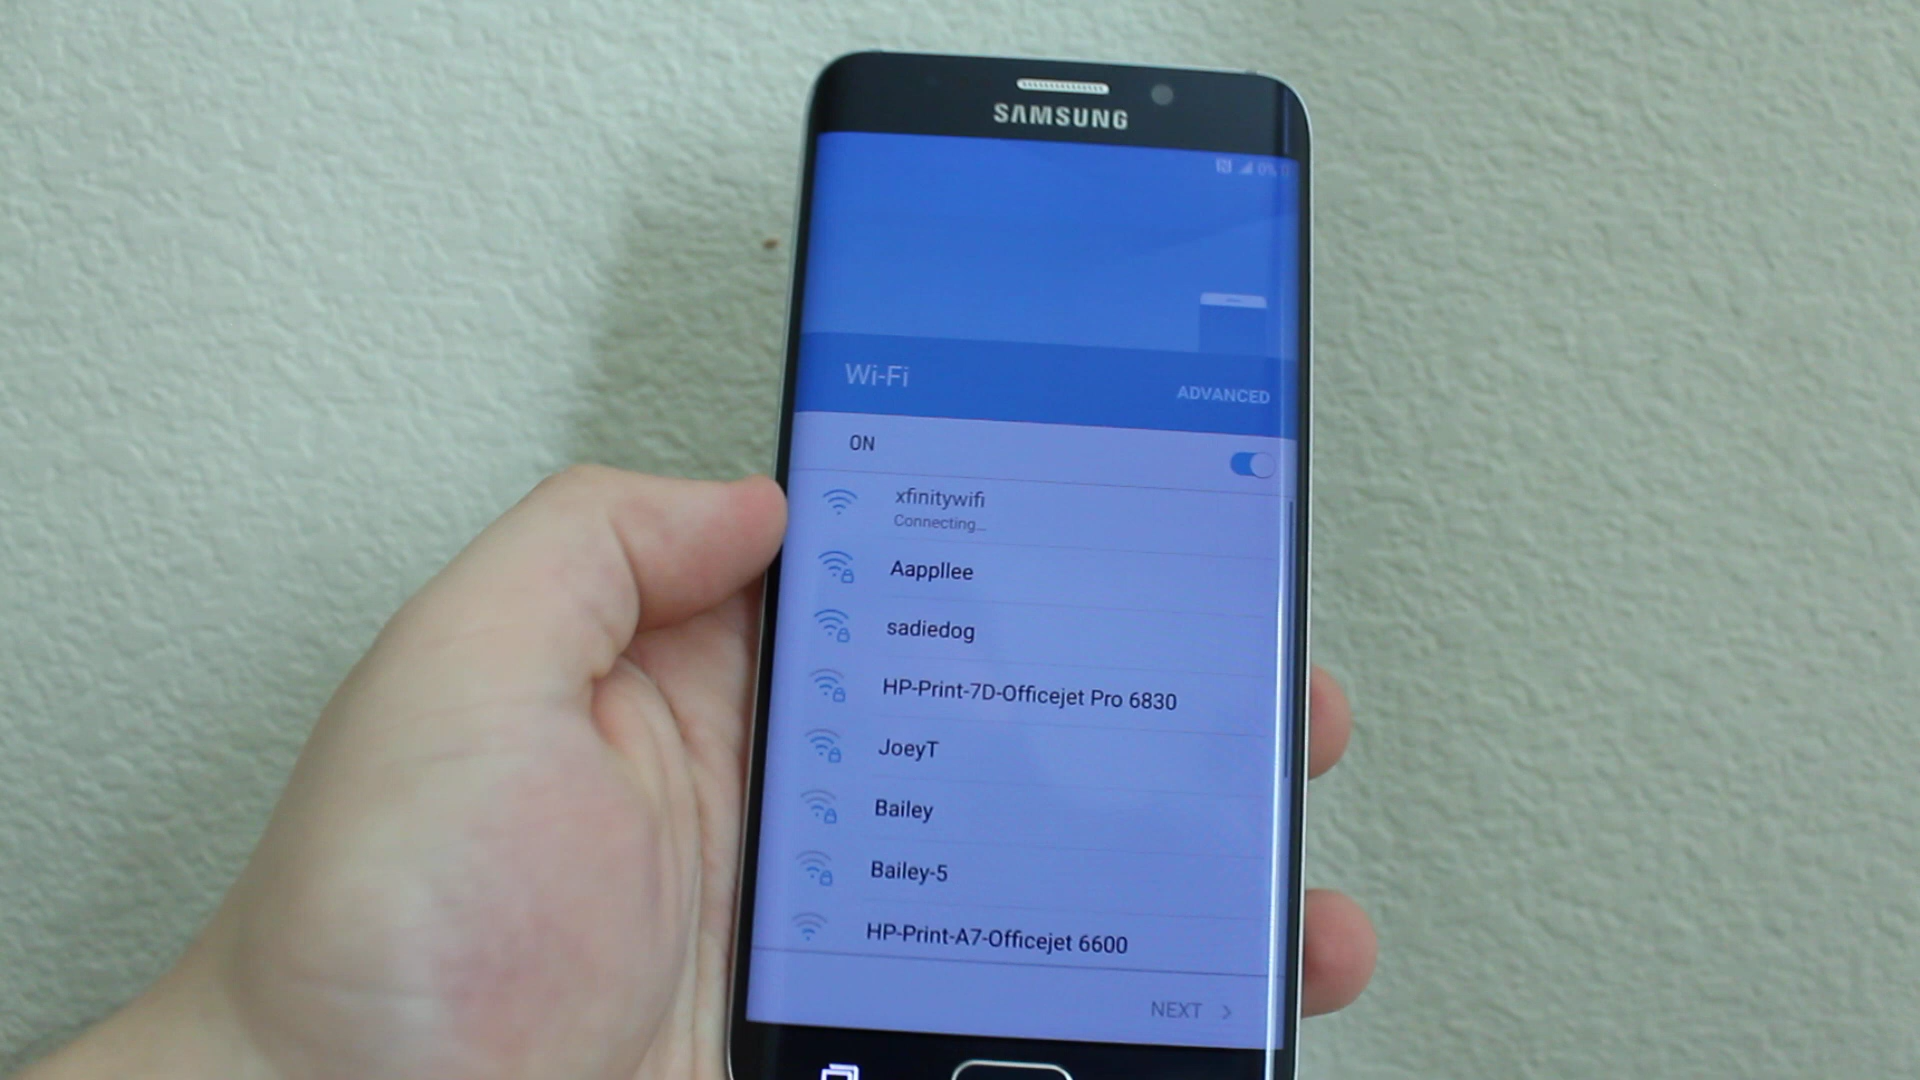 SAMSUNG
0%
Wi-Fi
ADVANCED
ON
xfinitywifi
Connecting...
Aappllee
sadiedog
HP-Print-7D-Officejet Pro 6830
JoeyT
Bailey
Bailey-5
HP-Print-A7-Officejet 6600
NEXT >